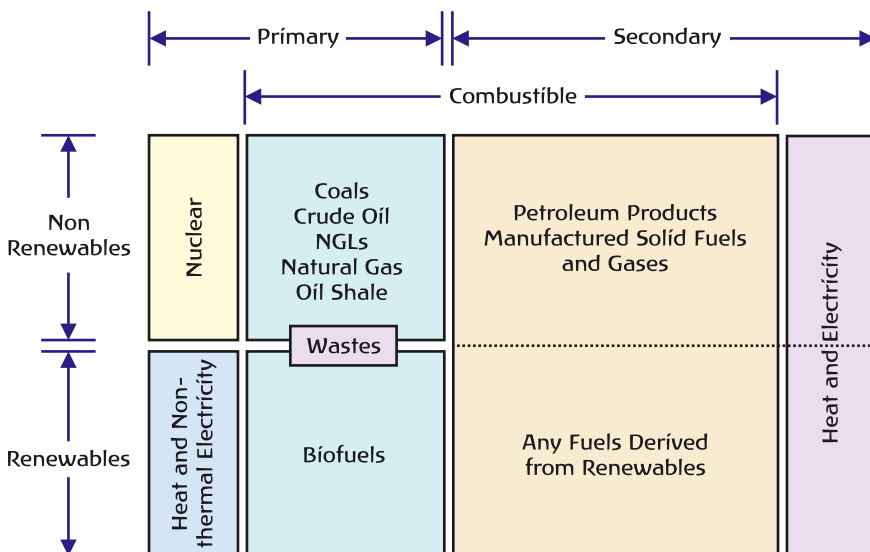 Primary
Secondary
Combustible
Non
Renewables
Nuclear
Coals
Crude Oil
NGLs
Natural Gas
Oil Shale
Petroleum Products
Manufactured Solid Fuels
and Gases
Heat and Electricity
Wastes
Renewables
Heat and Non-
thermal Electricity
Biofuels
Any Fuels Derived
from Renewables